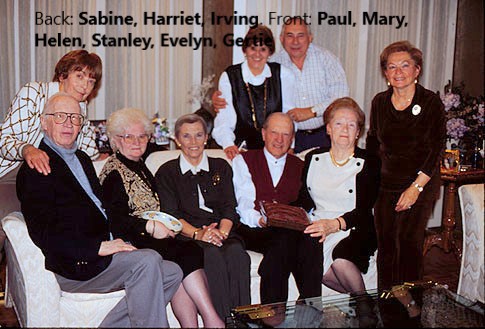 Back: Sabine, Harriet, Irving. Front: Paul, Mary,
Helen, Stanley, Evelyn, Gertie